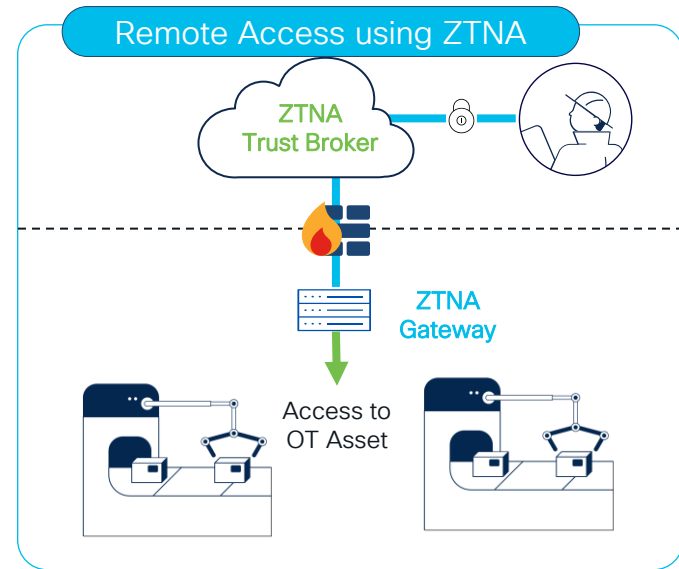 Remote Access using ZTNA
ZTNA
Trust Broker
ZTNA
Gateway
Access to
OT Asset